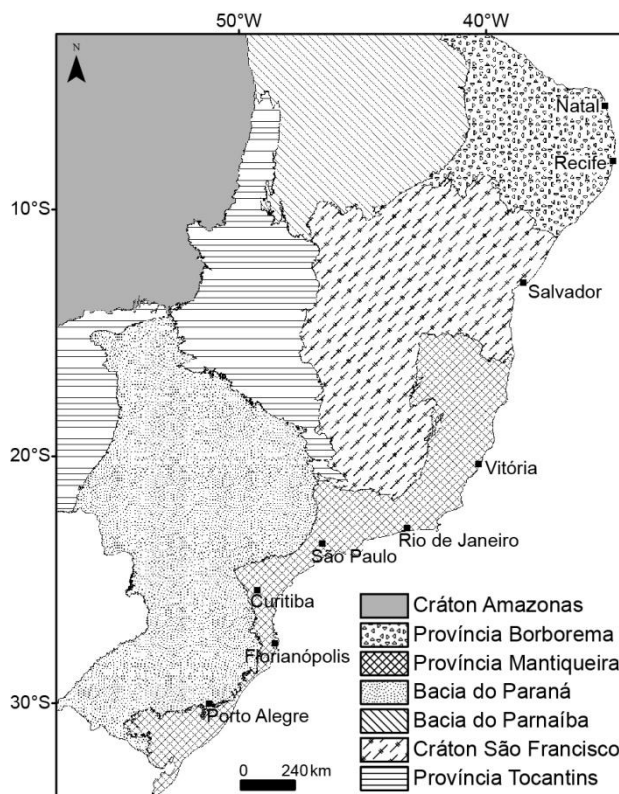 50°W 40°W
N
Natal
Recife
10°S
Salvador
20°S
Vitória
Rio de Janeiro
São Paulo
Curitiba
Florianópolis
30°S
Porto Alegre
0 240 km
Cráton Amazonas
Província Borborema
Província Mantiqueira
Bacia do Paraná
Bacia do Parnaíba
Cráton São Francisco
Província Tocantins